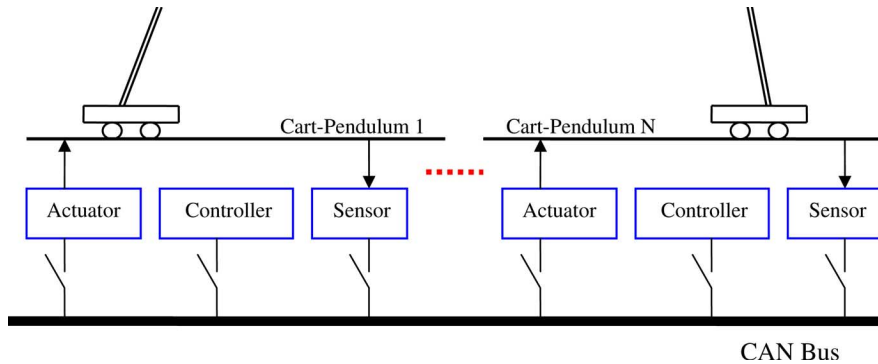 Cart-Pendulum 1
Cart-Pendulum N
Actuator
Controller
Sensor
Actuator
Controller
Sensor
CAN Bus